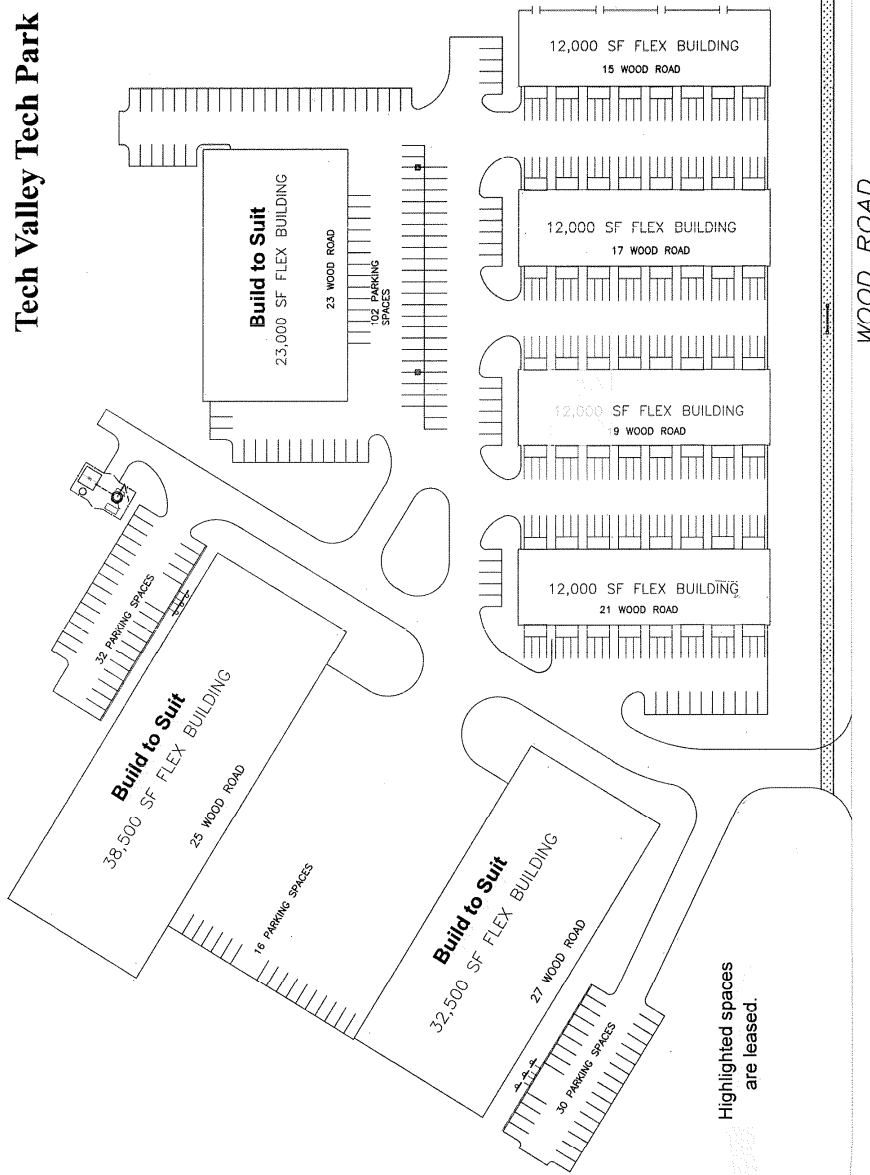 Tech Valley Tech Park
12,000 SF FLEX BUILDING
15 WOOD ROAD
Build to Suit
23,000 SF FLEX BUILDING
23 WOOD ROAD
102 PARKING
SPACES
12,000 SF FLEX BUILDING
17 WOOD ROAD
12,000 SF FLEX BUILDING
19 WOOD ROAD
12,000 SF FLEX BUILDING
21 WOOD ROAD
32 PARKING SPACES
Build to Suit
38,500 SF FLEX BUILDING
25 WOOD ROAD
16 PARKING SPACES
Build to Suit
32,500 SF FLEX BUILDING
27 WOOD ROAD
30 PARKING SPACES
Highlighted spaces
are leased.
WOOD ROAD